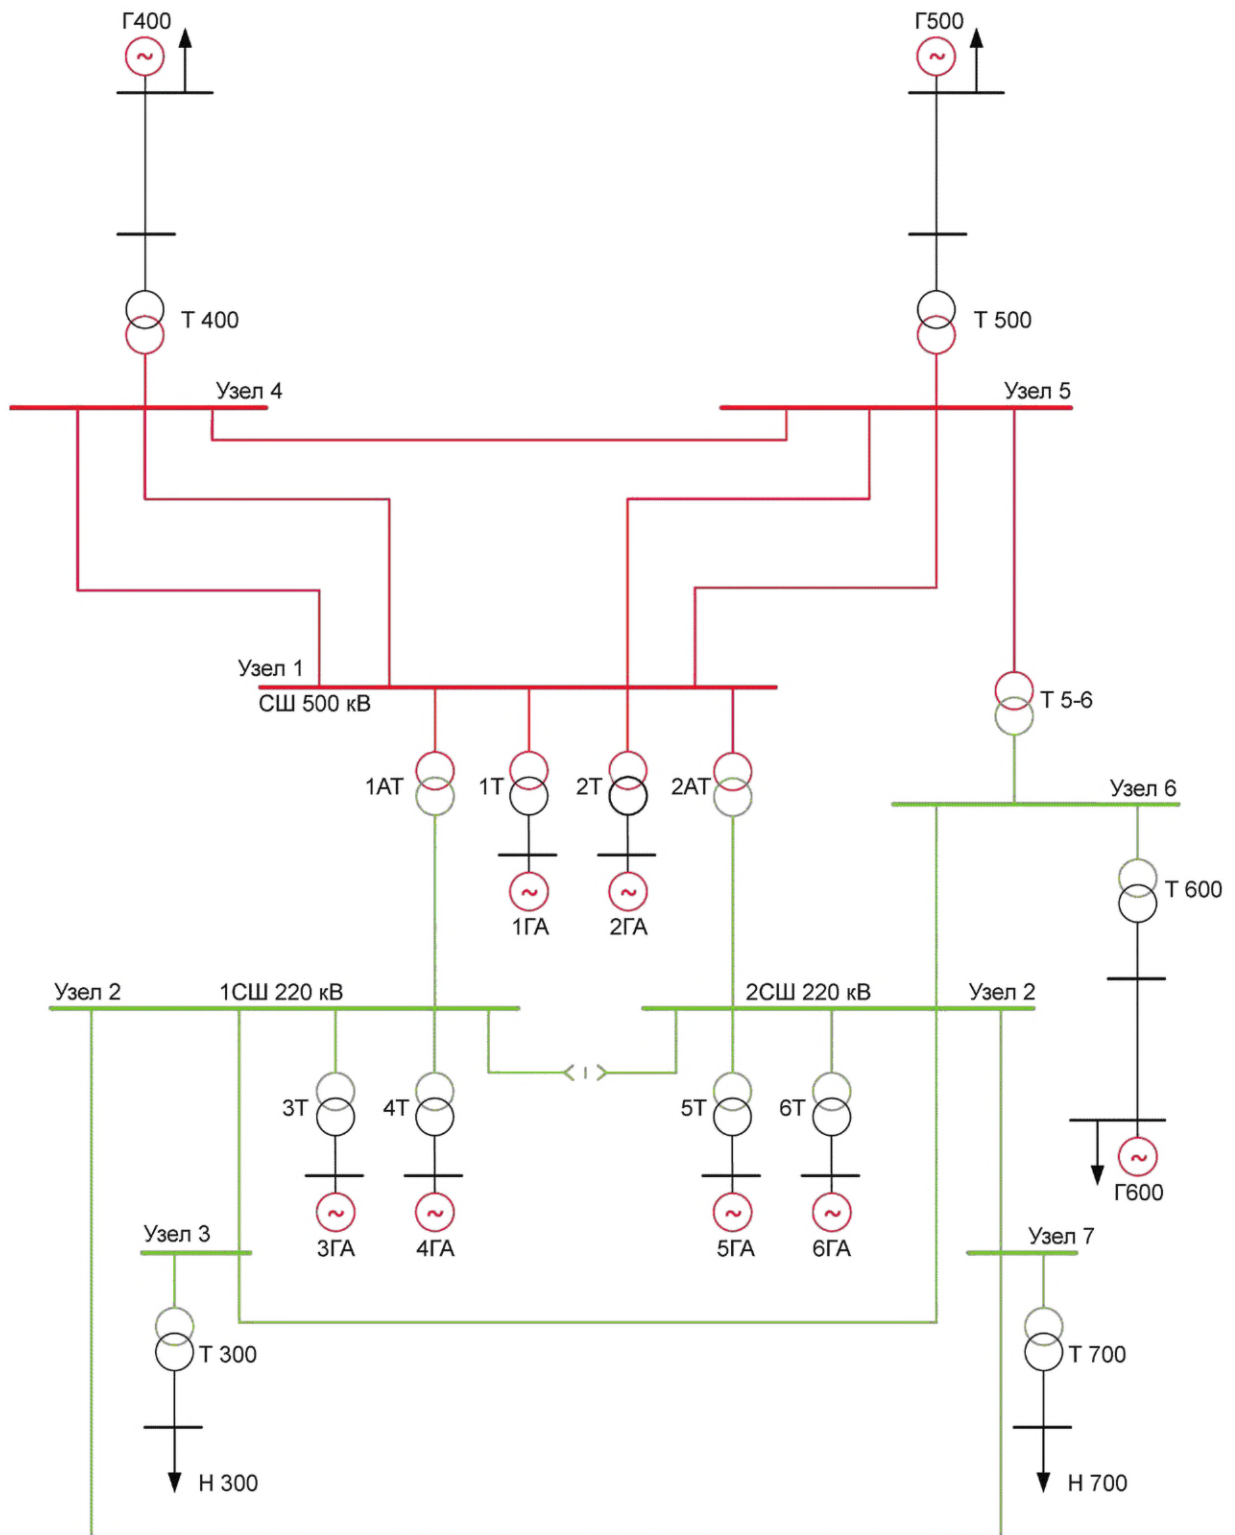 Г400
Г500
Т 400
Т 500
Узел 4
Узел 5
Узел 1
СШ 500 кВ
Т 5-6
1АТ
1Т
2Т
2АТ
Узел 6
Т 600
1ГА
2ГА
Узел 2
1СШ 220 кВ
2СШ 220 кВ
Узел 2
3Т
4Т
5Т
6Т
Г600
3ГА
4ГА
5ГА
6ГА
Узел 3
Узел 7
Т 300
Т 700
Н 300
Н 700